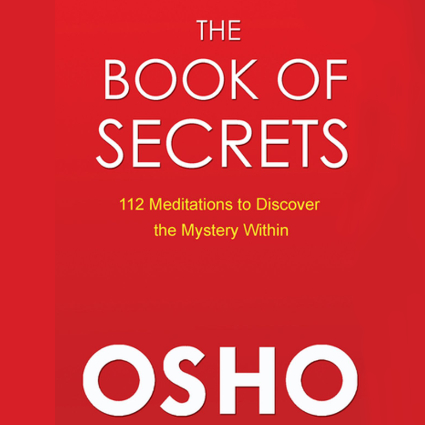 THE
BOOK OF
SECRETS
112 Meditations to Discover
the Mystery Within
OSHO